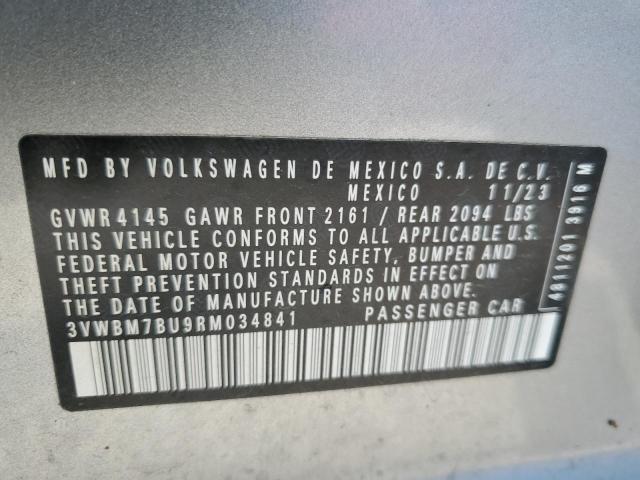 MFD BY VOLKSWAGEN DE MEXICO S.A. DE C.V.
MEXICO 11/23
GVWR 4145 GAWR FRONT 2161 / REAR 2094 LBS
THIS VEHICLE CONFORMS TO ALL APPLICABLE U.S.
FEDERAL MOTOR VEHICLE SAFETY, BUMPER AND
THEFT PREVENTION STANDARDS IN EFFECT ON
THE DATE OF MANUFACTURE SHOWN ABOVE.
3VWBM7BU9RM034841 PASSENGER CAR
4811201 3916 M